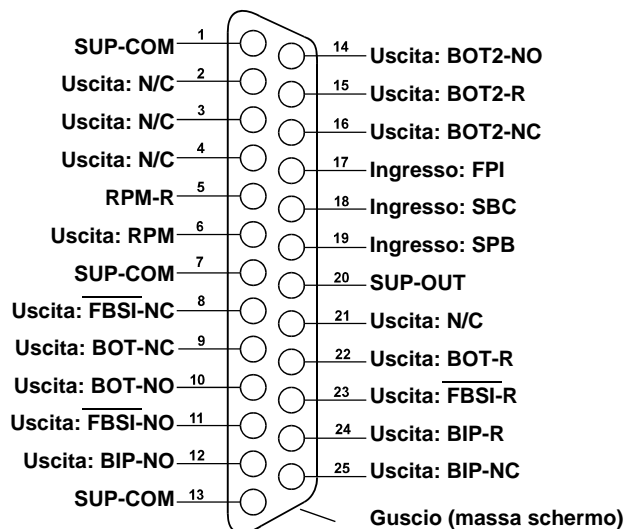 SUP-COM 1
Uscita: N/C 2
Uscita: N/C 3
Uscita: N/C 4
RPM-R 5
Uscita: RPM 6
SUP-COM 7
Uscita: F̅B̅S̅I̅-NC 8
Uscita: BOT-NC 9
Uscita: BOT-NO 10
Uscita: F̅B̅S̅I̅-NO 11
Uscita: BIP-NO 12
SUP-COM 13
14 Uscita: BOT2-NO
15 Uscita: BOT2-R
16 Uscita: BOT2-NC
17 Ingresso: FPI
18 Ingresso: SBC
19 Ingresso: SPB
20 SUP-OUT
21 Uscita: N/C
22 Uscita: BOT-R
23 Uscita: F̅B̅S̅I̅-R
24 Uscita: BIP-R
25 Uscita: BIP-NC
Guscio (massa schermo)